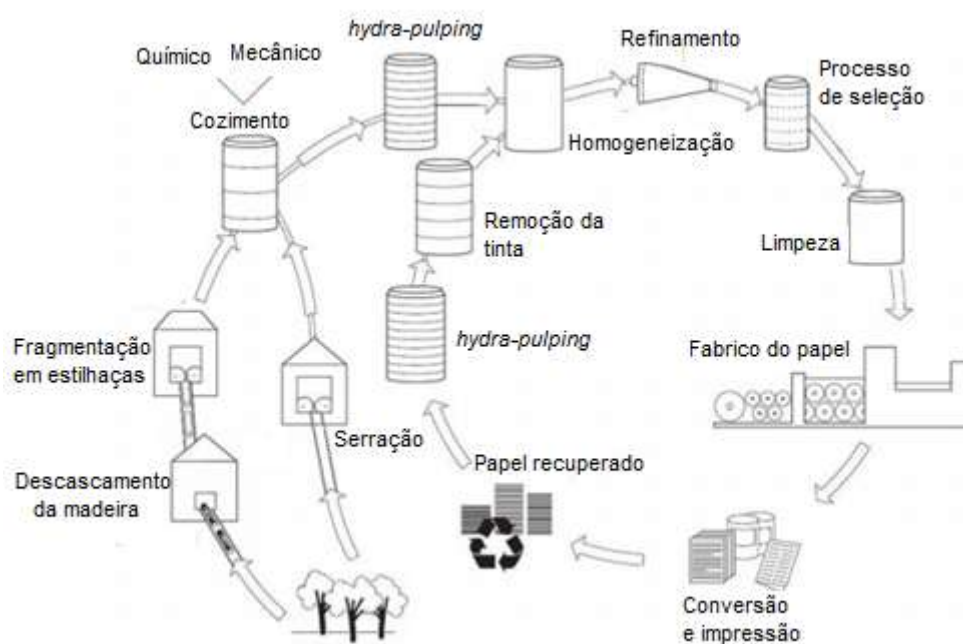 hydra-pulping
Químico
Mecânico
Refinamento
Processo
de seleção
Cozimento
Homogeneização
Remoção da
tinta
Limpeza
Fragmentação
em estilhaças
hydra-pulping
Fabrico do papel
Serração
Papel recuperado
Descascamento
da madeira
Conversão
e impressão